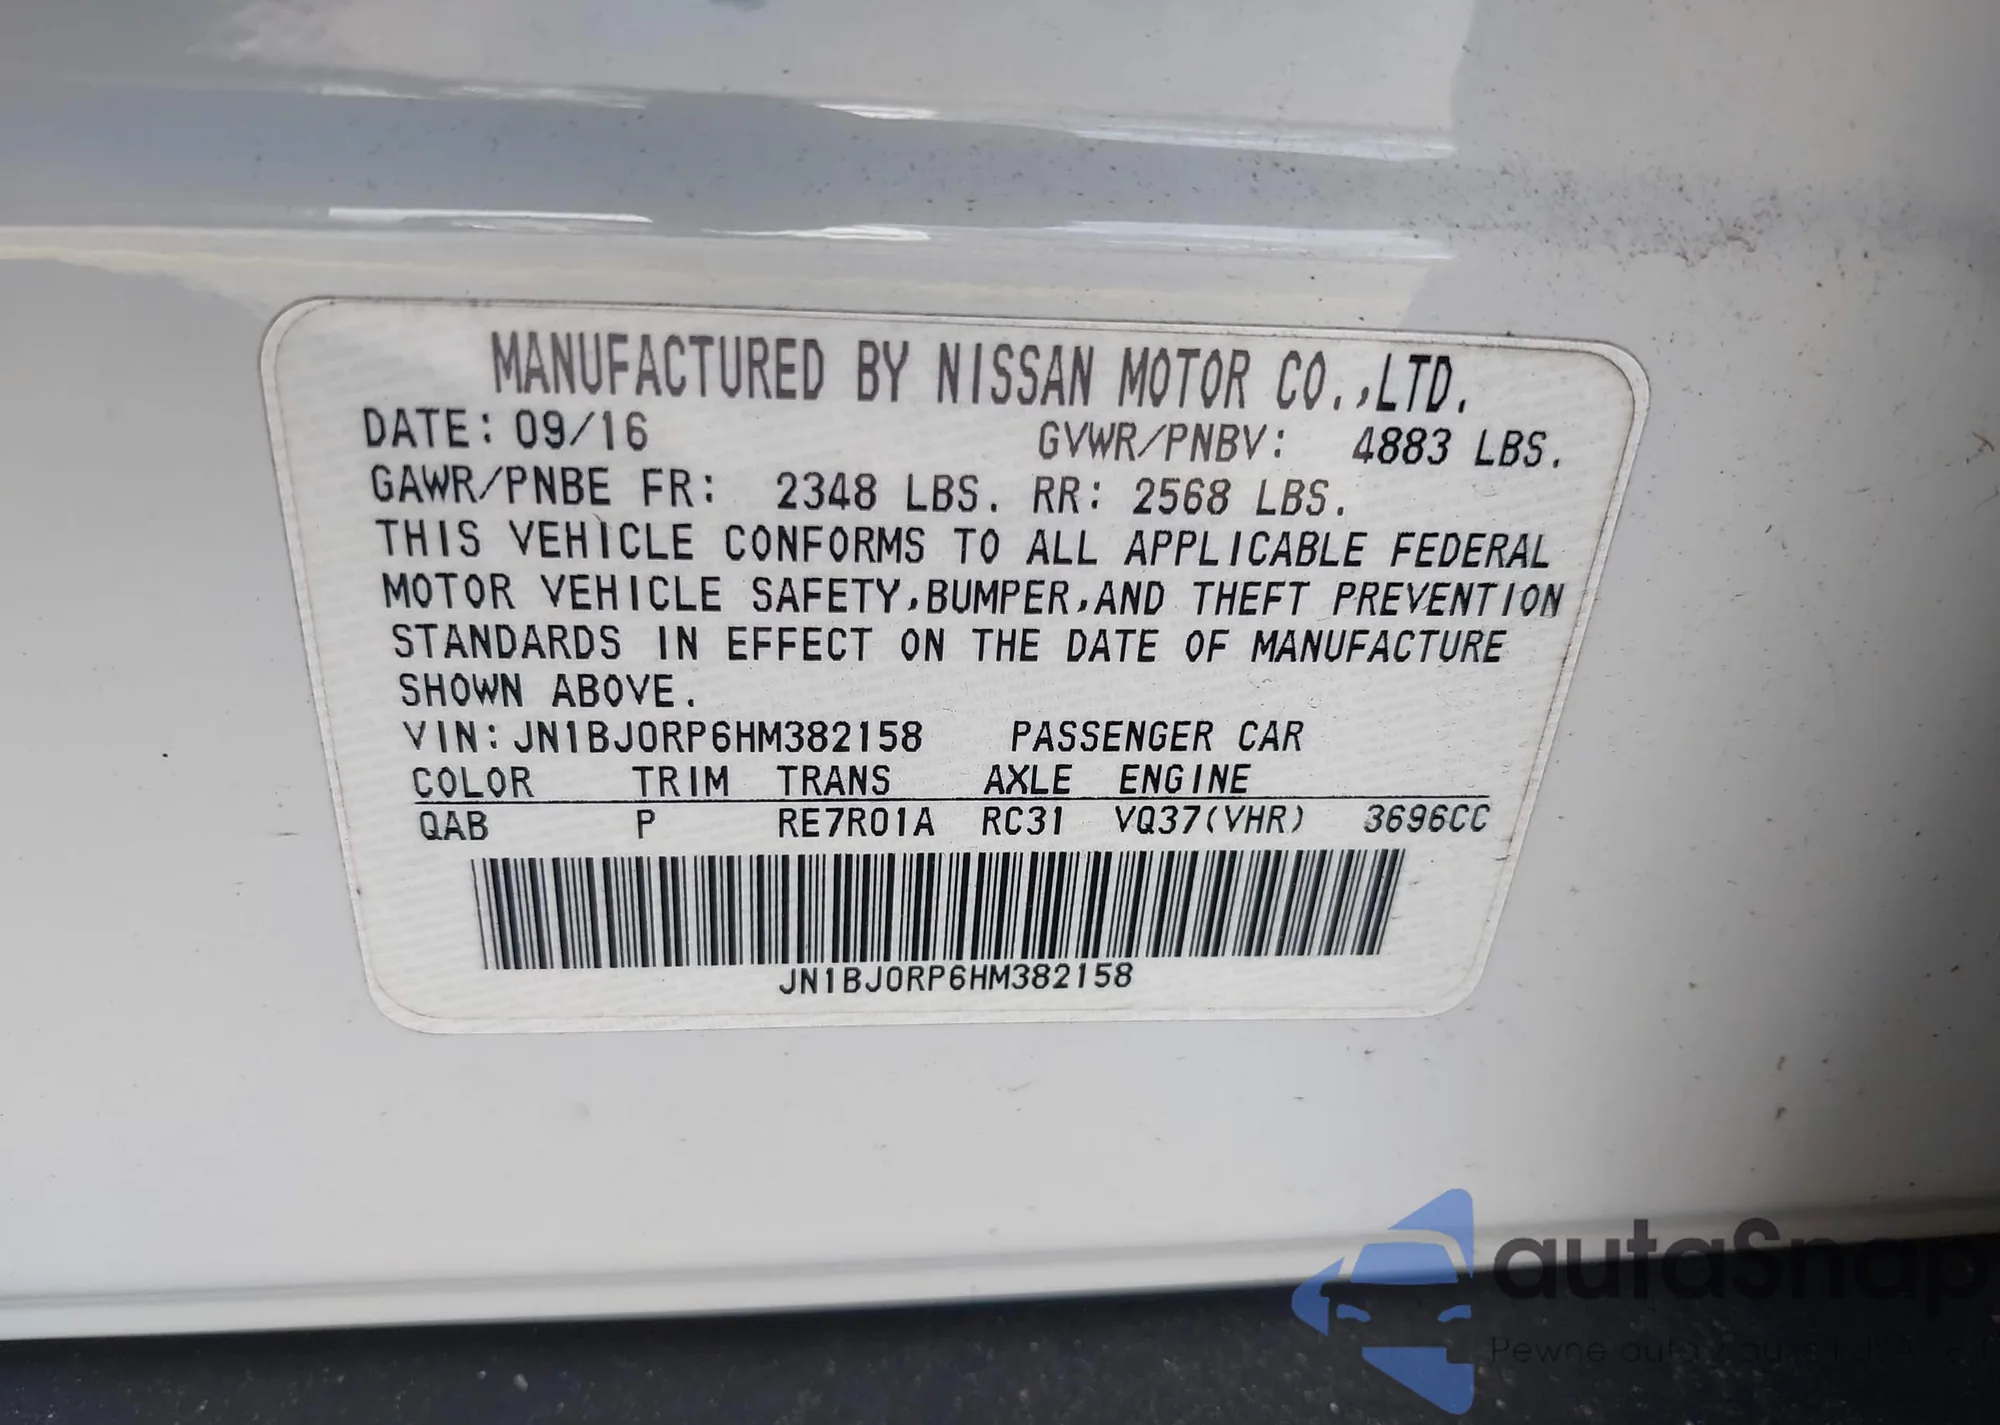 MANUFACTURED BY NISSAN MOTOR CO.,LTD.
DATE: 09/16 GVWR/PNBV: 4883 LBS.
GAWR/PNBE FR: 2348 LBS. RR: 2568 LBS.
THIS VEHICLE CONFORMS TO ALL APPLICABLE FEDERAL
MOTOR VEHICLE SAFETY,BUMPER,AND THEFT PREVENTION
STANDARDS IN EFFECT ON THE DATE OF MANUFACTURE
SHOWN ABOVE.
VIN:JN1BJ0RP6HM382158 PASSENGER CAR
COLOR TRIM TRANS AXLE ENGINE
QAB P RE7R01A RC31 VQ37(VHR) 3696CC
JN1BJ0RP6HM382158
autaSnap
Pewne auta z